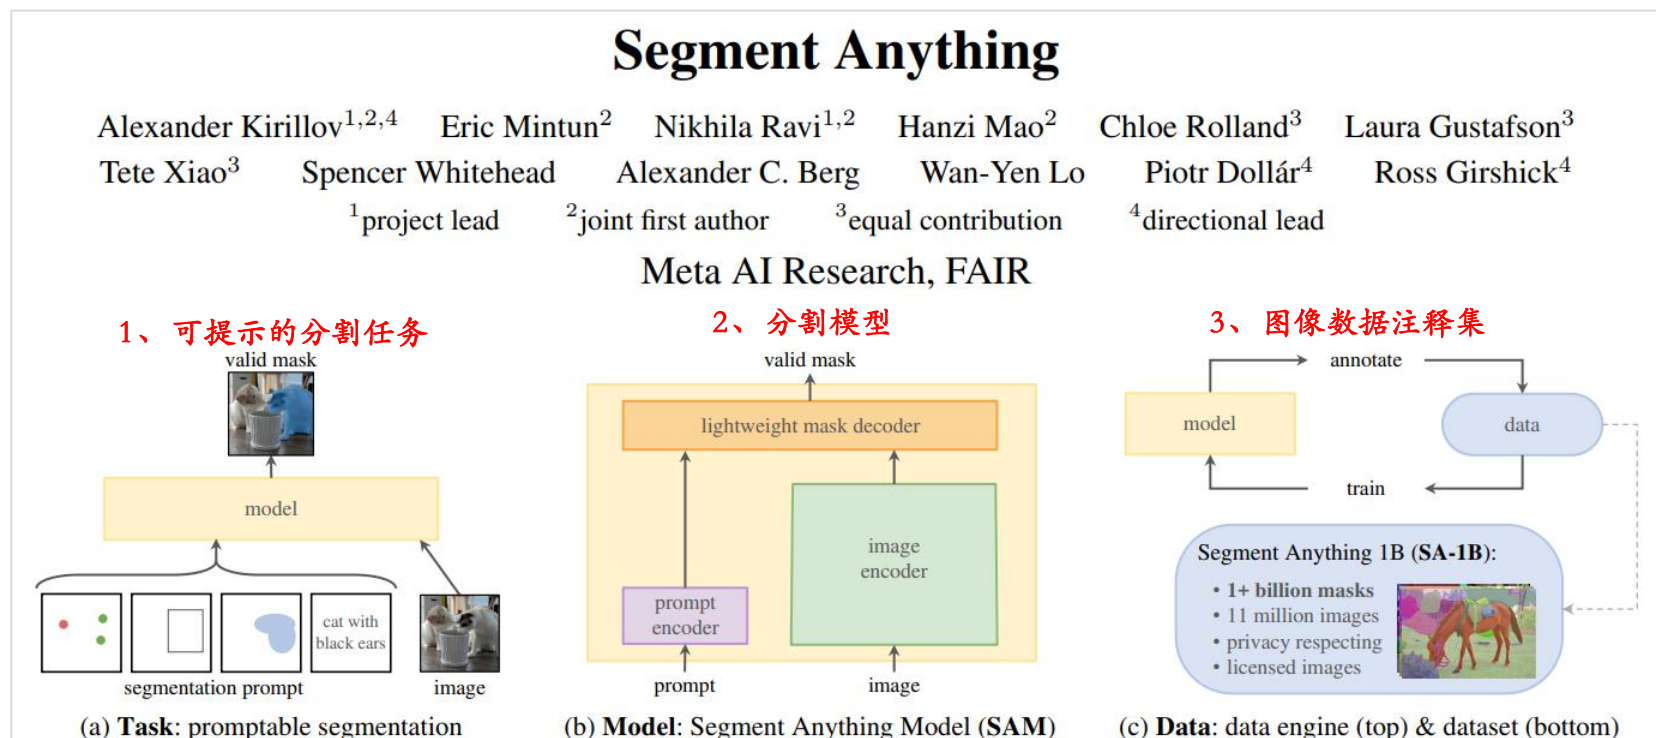 Segment Anything
Alexander Kirillov1,2,4 Eric Mintun2 Nikhila Ravi1,2 Hanzi Mao2 Chloe Rolland3 Laura Gustafson3
Tete Xiao3 Spencer Whitehead Alexander C. Berg Wan-Yen Lo Piotr Dollár4 Ross Girshick4
1project lead 2joint first author 3equal contribution 4directional lead
Meta AI Research, FAIR
1、可提示的分割任务
valid mask
model
cat with
black ears
segmentation prompt
image
(a) Task: promptable segmentation
2、分割模型
valid mask
lightweight mask decoder
image
encoder
prompt
encoder
prompt
image
(b) Model: Segment Anything Model (SAM)
3、图像数据注释集
annotate
model
data
train
Segment Anything 1B (SA-1B):
• 1+ billion masks
• 11 million images
• privacy respecting
• licensed images
(c) Data: data engine (top) & dataset (bottom)